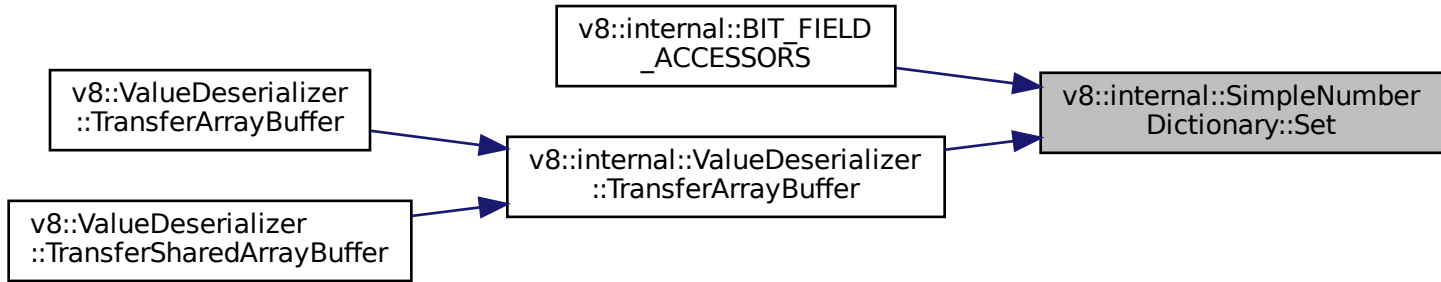 v8::internal::BIT_FIELD
_ACCESSORS
v8::ValueDeserializer
::TransferArrayBuffer
v8::internal::SimpleNumber
Dictionary::Set
v8::internal::ValueDeserializer
::TransferArrayBuffer
v8::ValueDeserializer
::TransferSharedArrayBuffer